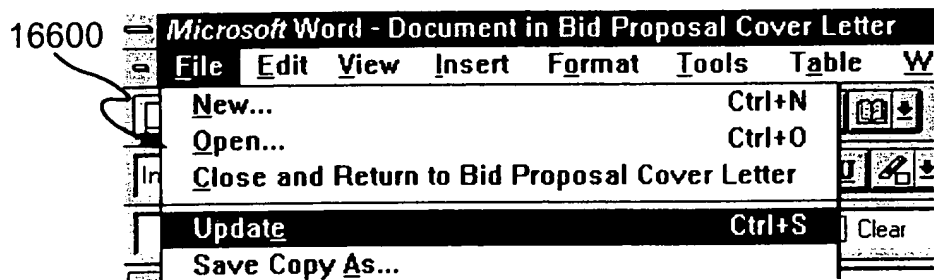 16600
Microsoft Word - Document in Bid Proposal Cover Letter
File Edit View Insert Format Tools Table W
New... Ctrl+N
Open... Ctrl+O
In
Close and Return to Bid Proposal Cover Letter
U
Update Ctrl+S
Clear
Save Copy As...